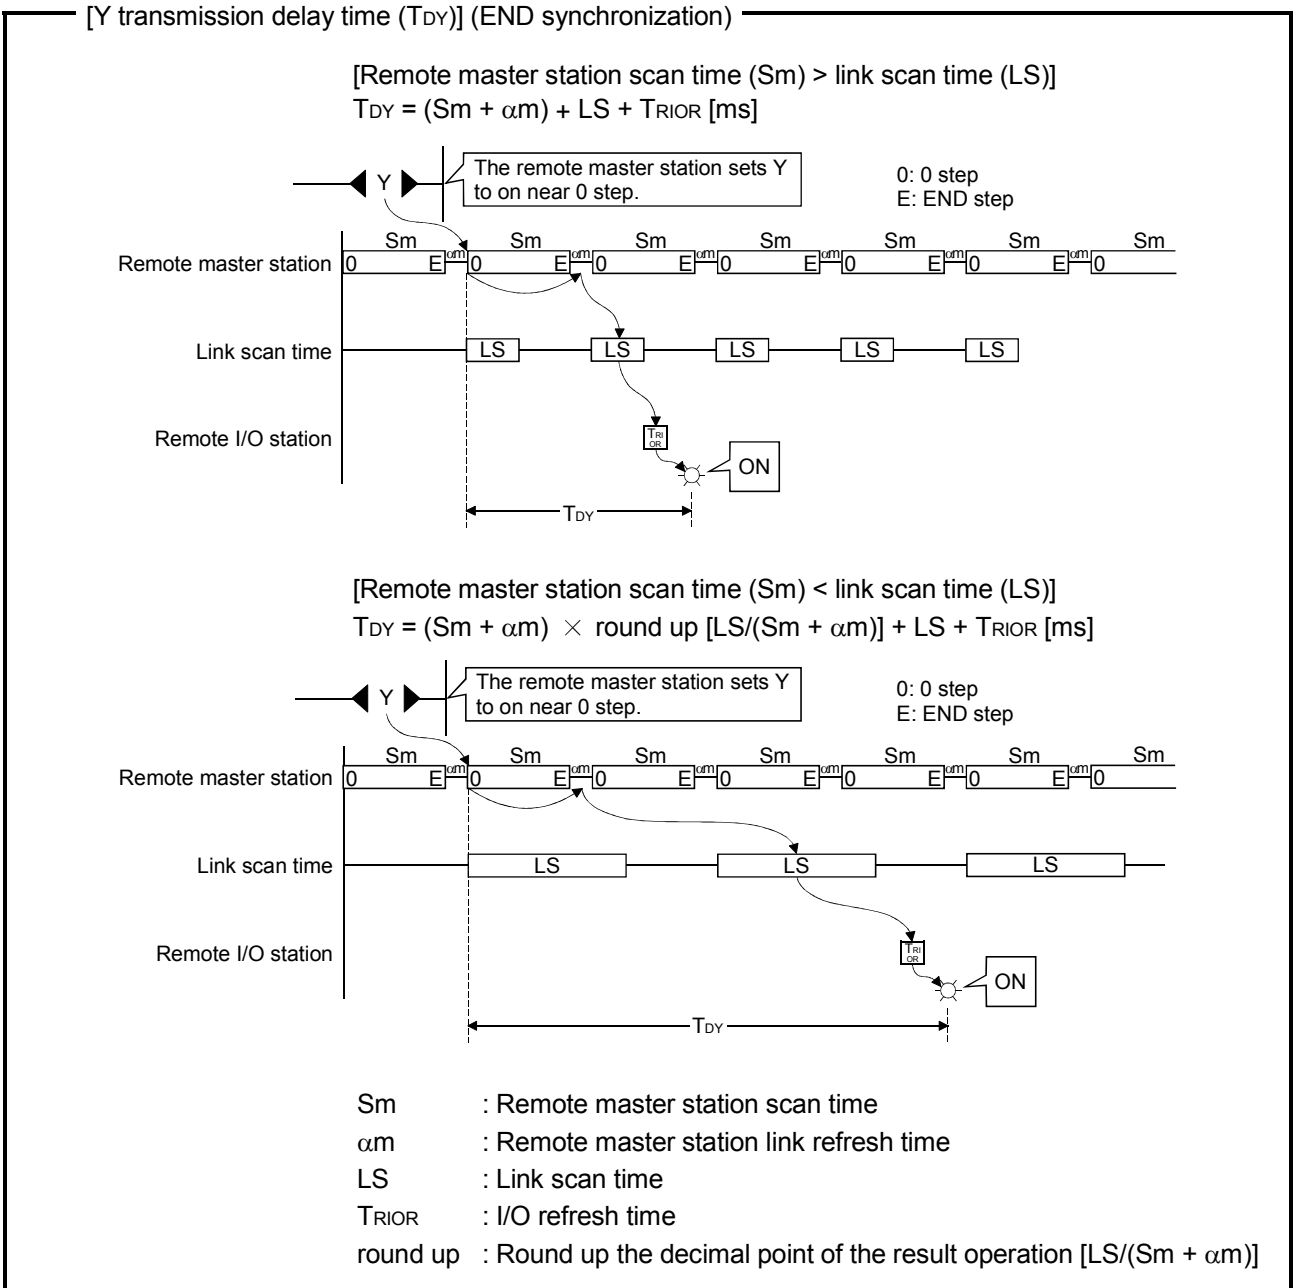 [Y transmission delay time (TDY)] (END synchronization)
[Remote master station scan time (Sm) > link scan time (LS)]
TDY = (Sm + αm) + LS + TRIOR [ms]
Y
The remote master station sets Y
to on near 0 step.
0: 0 step
E: END step
Sm Sm Sm Sm Sm Sm Sm
Remote master station 0 E αm 0 E αm 0 E αm 0 E αm 0 E αm 0 E αm 0
Link scan time LS LS LS LS LS
Remote I/O station
TRI
OR
ON
TDY
[Remote master station scan time (Sm) < link scan time (LS)]
TDY = (Sm + αm) × round up [LS/(Sm + αm)] + LS + TRIOR [ms]
Y
The remote master station sets Y
to on near 0 step.
0: 0 step
E: END step
Sm Sm Sm Sm Sm Sm Sm
Remote master station 0 E αm 0 E αm 0 E αm 0 E αm 0 E αm 0 E αm 0
Link scan time LS LS LS
Remote I/O station
TRI
OR
ON
TDY
Sm : Remote master station scan time
αm : Remote master station link refresh time
LS : Link scan time
TRIOR : I/O refresh time
round up : Round up the decimal point of the result operation [LS/(Sm + αm)]